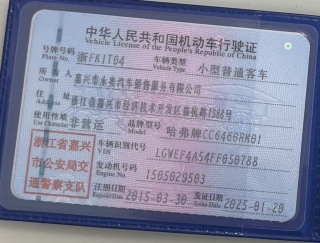 中华人民共和国机动车行驶证
Vehicle License of the People's Republic of China
号牌号码 Plate No. 浙FK1T64 车辆类型 Vehicle Type 小型普通客车
所有人 Owner 嘉兴市永奥汽车销售服务有限公司
住址 Address 浙江省嘉兴市经济技术开发区嘉杭路
使用性质 Use Character 非营运 品牌型号 Model 哈弗牌CC6460RM01
浙江省嘉兴
市公安局交
通警察支队
车辆识别代号 VIN LGWEF4A54FF050788
发动机号码 Engine No. 1505029503
注册日期 Register Date 2015-03-30 发证日期 Issue Date 2025-01-20